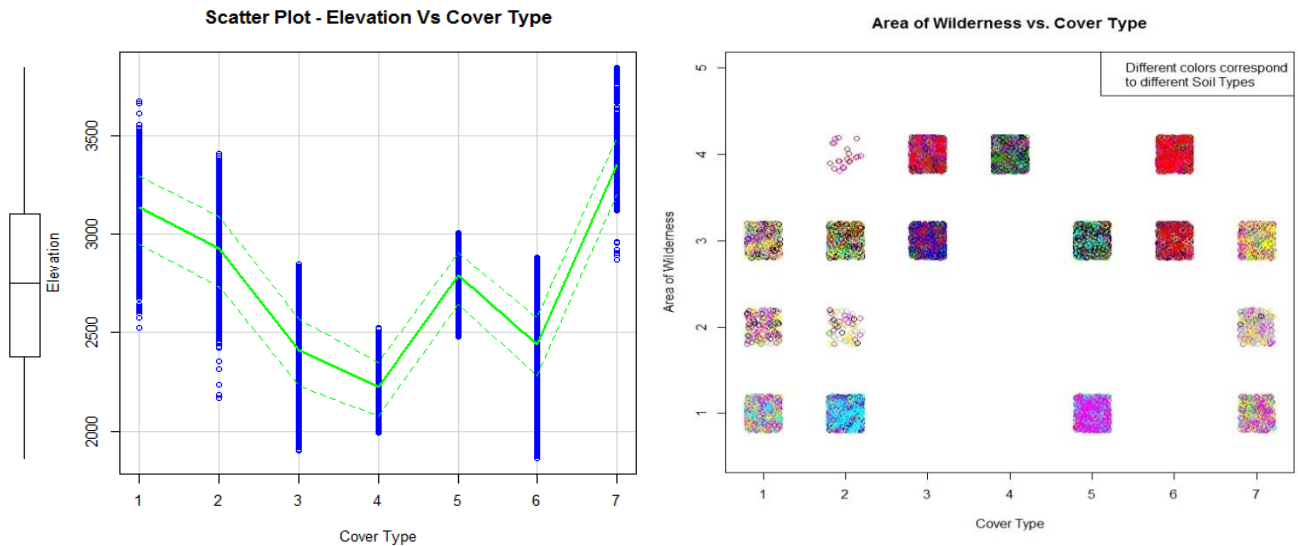 Scatter Plot - Elevation Vs Cover Type
Elevation
3500
3000
2500
2000
1 2 3 4 5 6 7
Cover Type
Area of Wilderness vs. Cover Type
Different colors correspond
to different Soil Types
Area of Wilderness
5
4
3
2
1
1 2 3 4 5 6 7
Cover Type